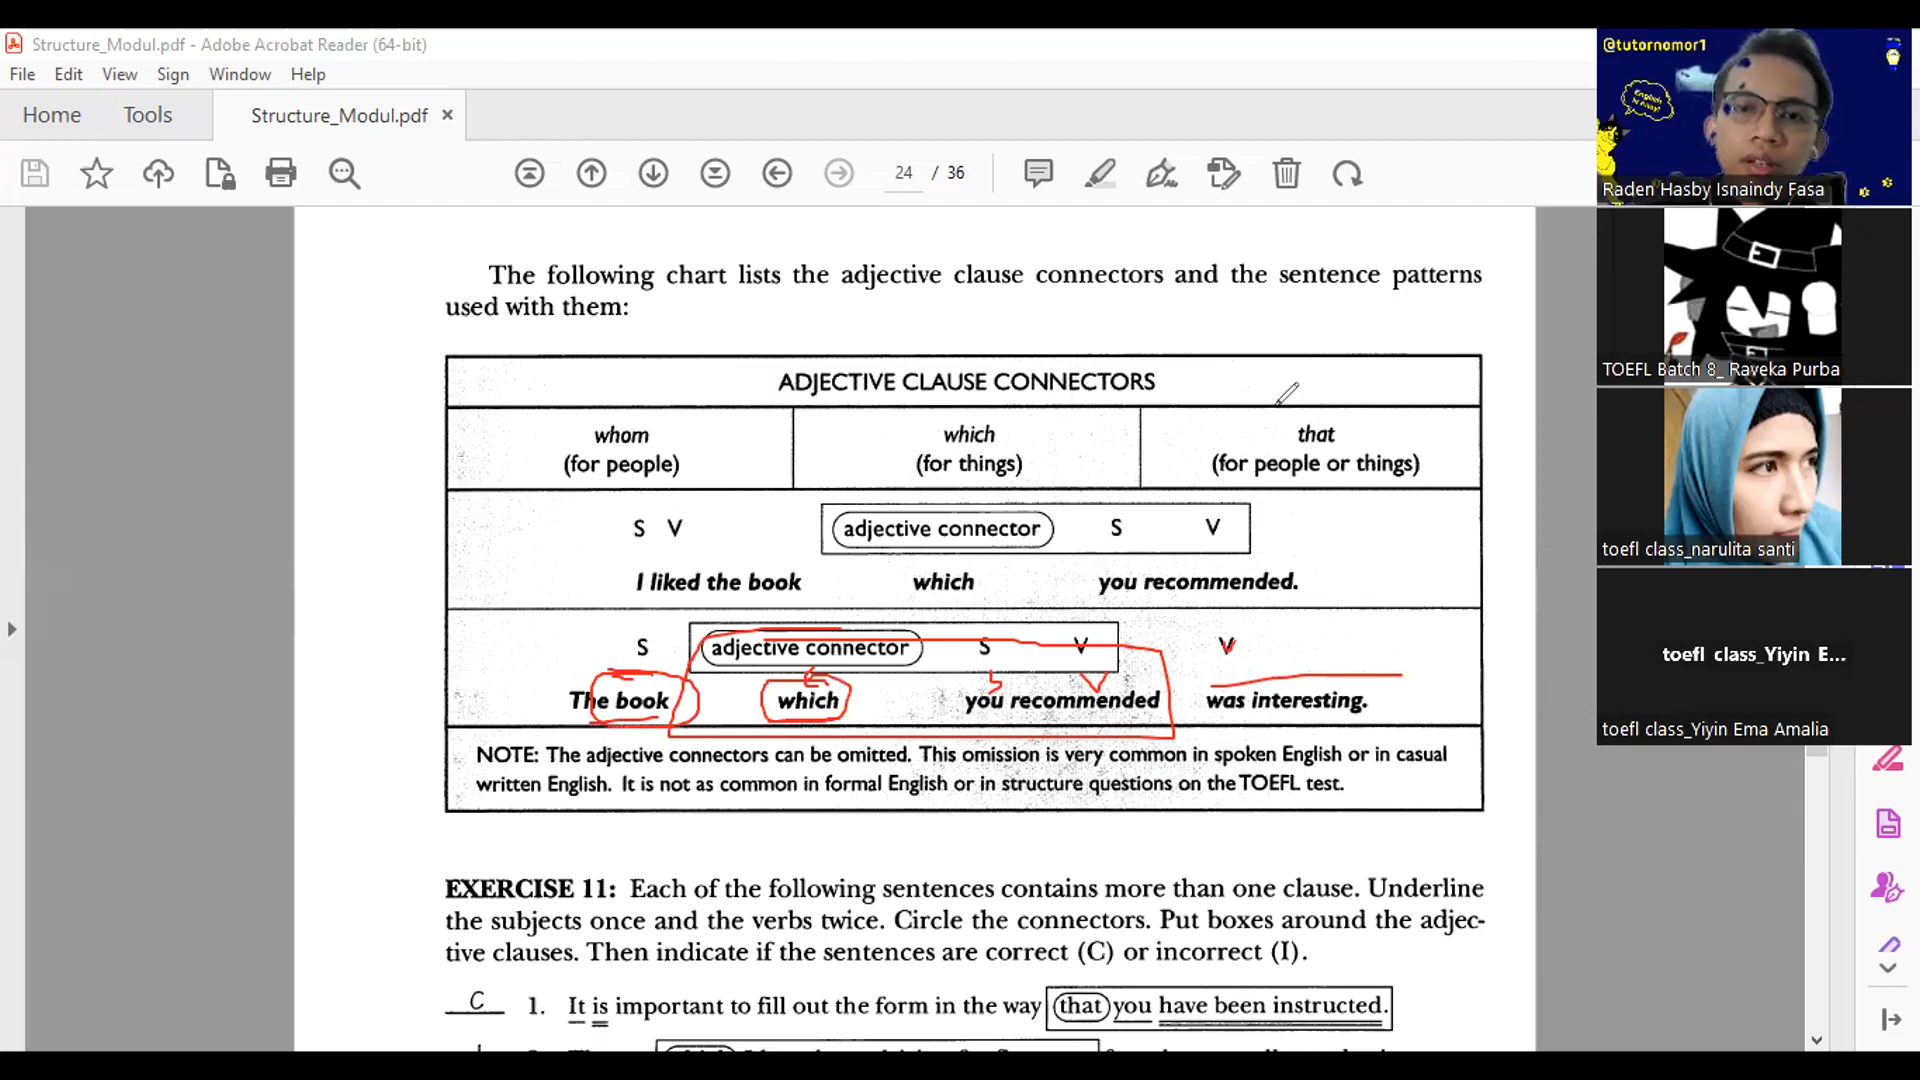 Structure_Modul.pdf - Adobe Acrobat Reader (64-bit)
File Edit View Sign Window Help
Home Tools Structure_Modul.pdf ×
24 / 36
The following chart lists the adjective clause connectors and the sentence patterns
used with them:
ADJECTIVE CLAUSE CONNECTORS
whom which that
(for people) (for things) (for people or things)
S V adjective connector S V
I liked the book which you recommended.
S adjective connector S V V
The book which you recommended was interesting.
NOTE: The adjective connectors can be omitted. This omission is very common in spoken English or in casual
written English. It is not as common in formal English or in structure questions on the TOEFL test.
EXERCISE 11: Each of the following sentences contains more than one clause. Underline
the subjects once and the verbs twice. Circle the connectors. Put boxes around the adjec-
tive clauses. Then indicate if the sentences are correct (C) or incorrect (I).
C 1. It is important to fill out the form in the way that you have been instructed.
@tutornomor1
English is easy!
Raden Hasby Isnaindy Fasa
TOEFL Batch 8_ Raveka Purba
toefl class_narulita santi
toefl class_Yiyin E...
toefl class_Yiyin Ema Amalia